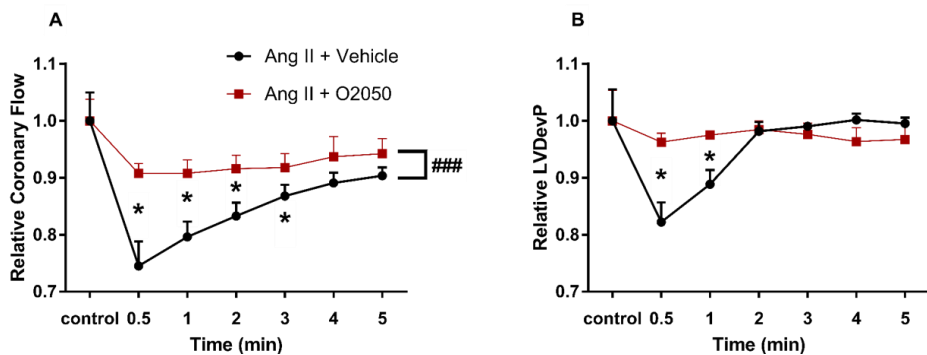 A
Ang II + Vehicle
Ang II + O2050
Relative Coronary Flow
1.1
1.0
0.9
0.8
0.7
* * * *
###
control 0.5 1 2 3 4 5
Time (min)
B
Relative LVDevP
1.1
1.0
0.9
0.8
0.7
* *
control 0.5 1 2 3 4 5
Time (min)